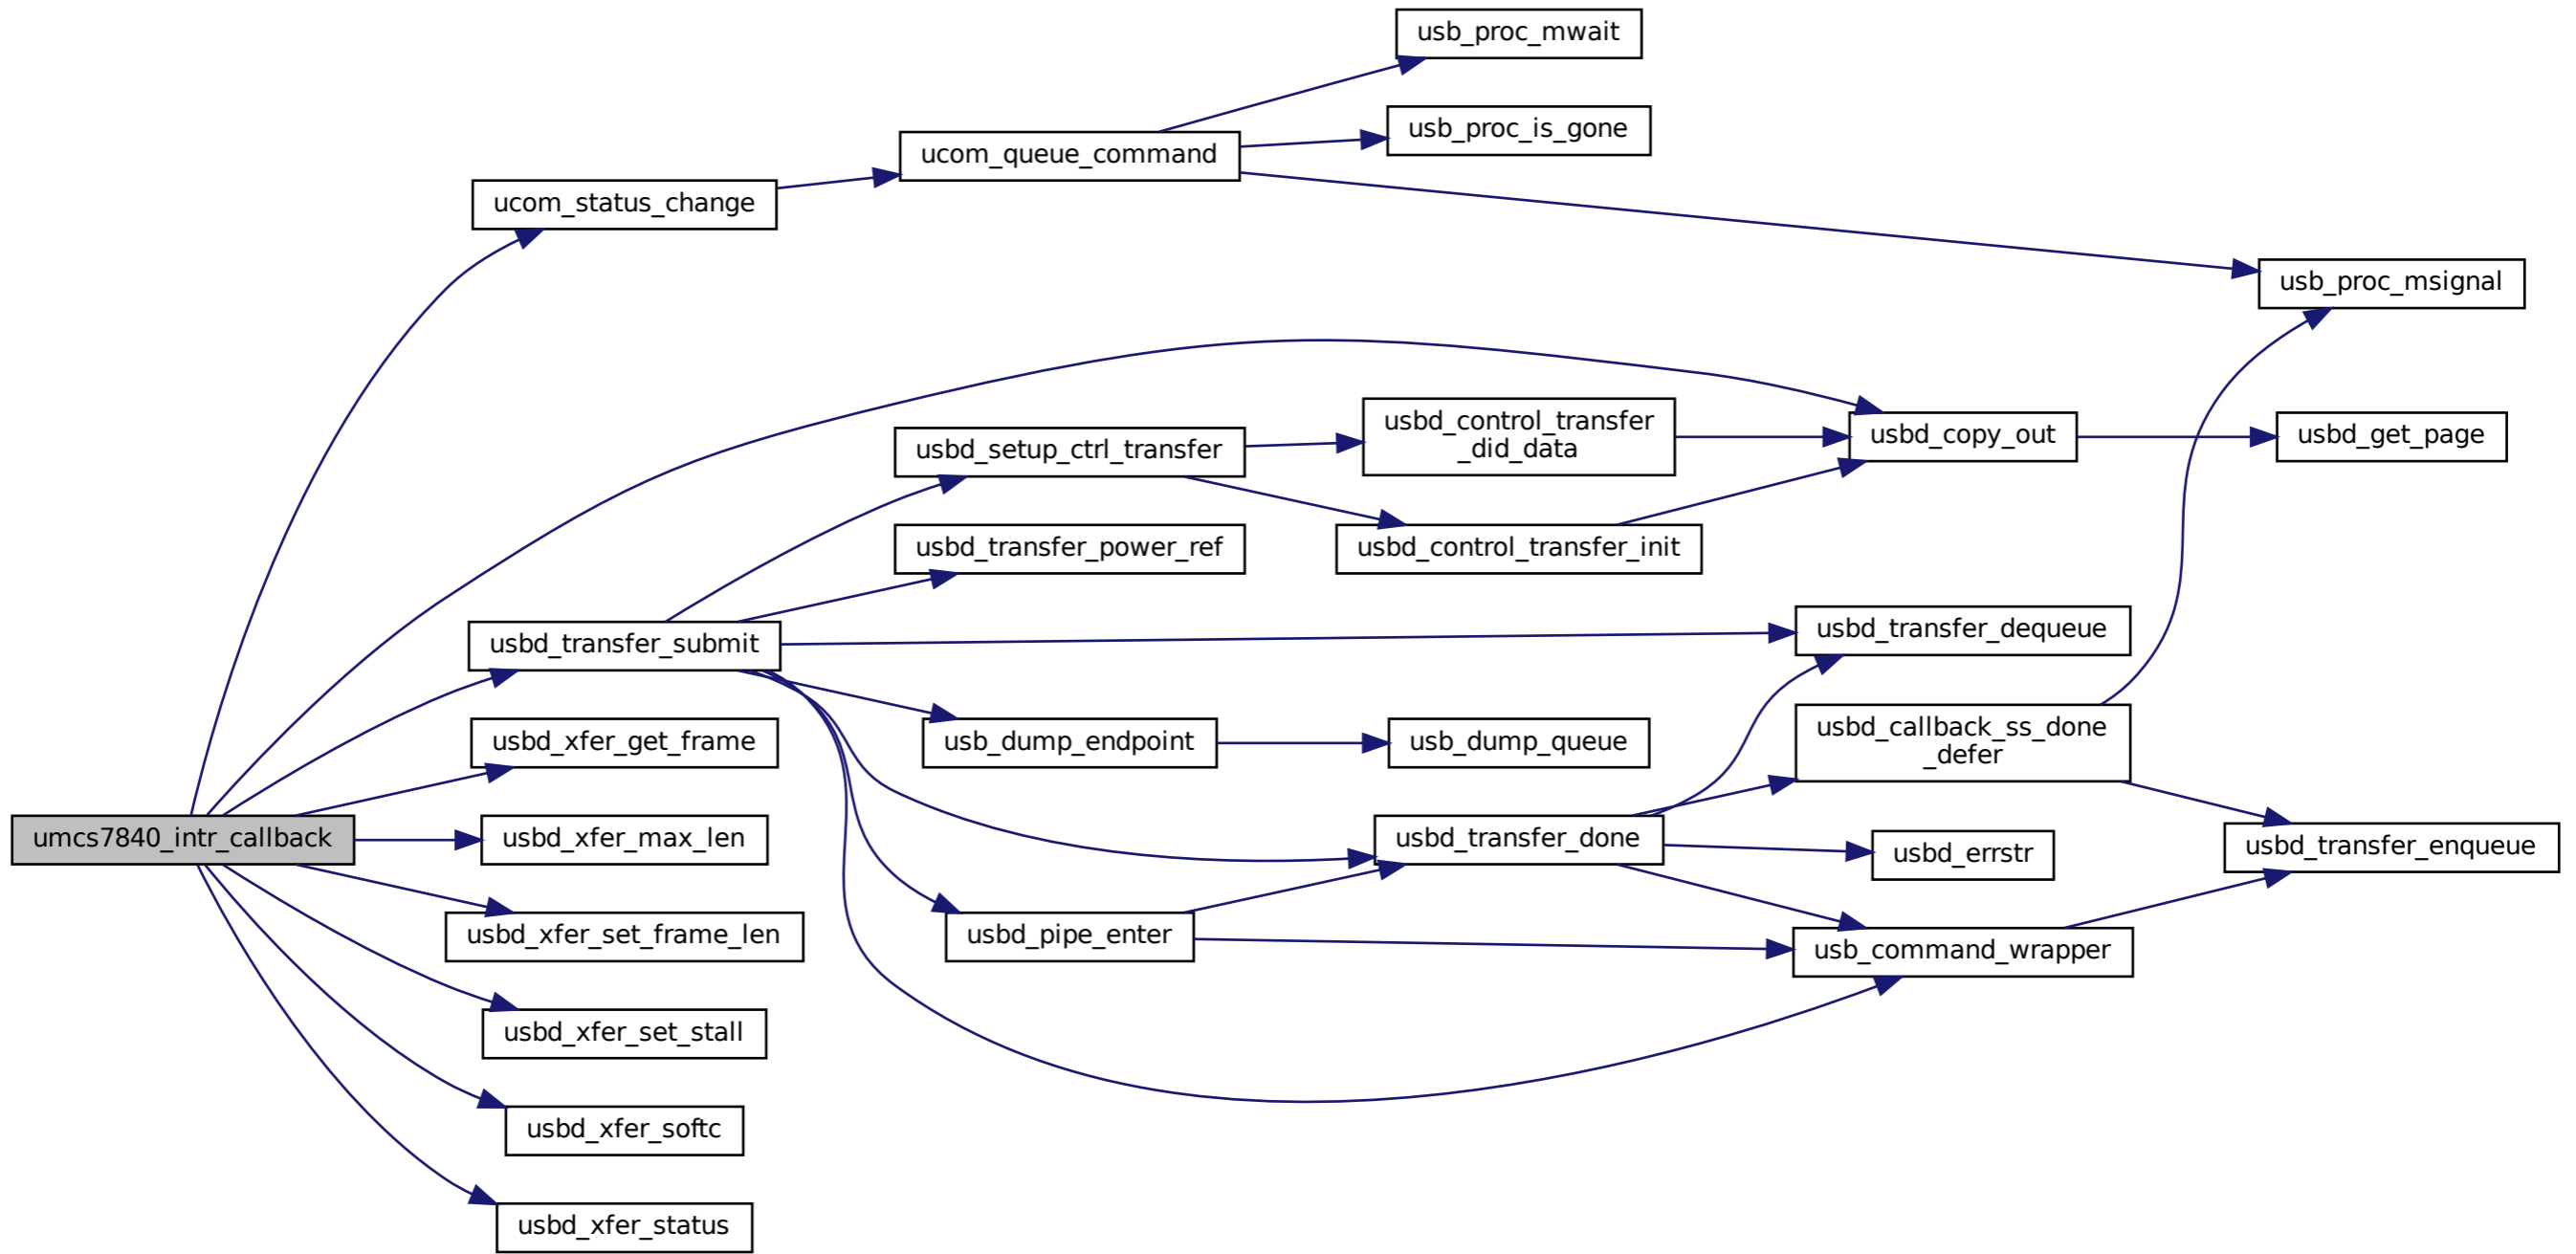 usb_proc_mwait
usb_proc_is_gone
ucom_queue_command
ucom_status_change
usb_proc_msignal
usbd_control_transfer
_did_data
usbd_copy_out
usbd_get_page
usbd_setup_ctrl_transfer
usbd_transfer_power_ref
usbd_control_transfer_init
usbd_transfer_submit
usbd_transfer_dequeue
usbd_xfer_get_frame
usb_dump_endpoint
usb_dump_queue
usbd_callback_ss_done
_defer
umcs7840_intr_callback
usbd_xfer_max_len
usbd_transfer_done
usbd_errstr
usbd_transfer_enqueue
usbd_xfer_set_frame_len
usbd_pipe_enter
usb_command_wrapper
usbd_xfer_set_stall
usbd_xfer_softc
usbd_xfer_status